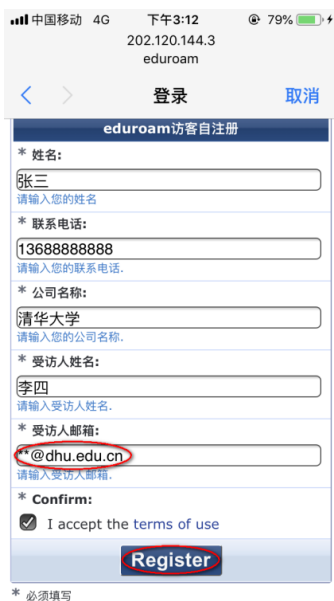 中国移动 4G 下午3:12 79%
202.120.144.3
eduroam
登录 取消
eduroam访客自注册
* 姓名:
张三
请输入您的姓名
* 联系电话:
13688888888
请输入您的联系电话.
* 公司名称:
清华大学
请输入您的公司名称.
* 受访人姓名:
李四
请输入受访人姓名.
* 受访人邮箱:
**@dhu.edu.cn
请输入受访人邮箱.
* Confirm:
I accept the terms of use
Register
* 必须填写